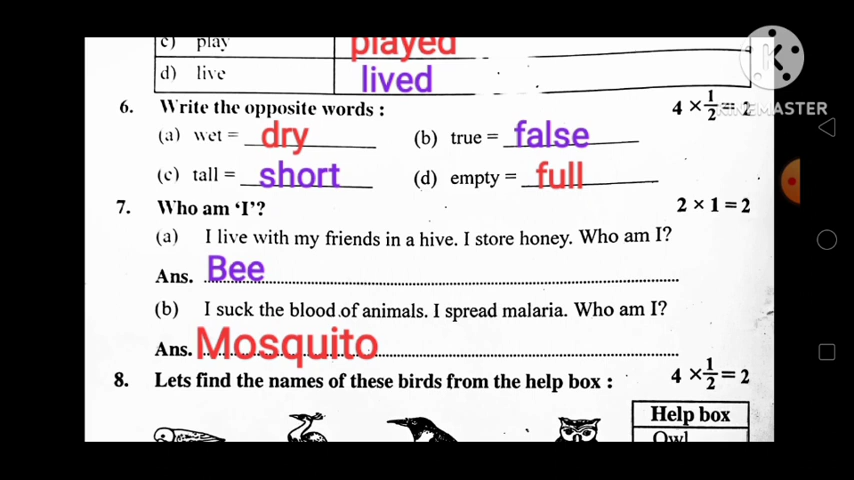 c) play played
d) live lived
6. Write the opposite words : 4 × 1/2 = 2
KINEMASTER
(a) wet = dry (b) true = false
(c) tall = short (d) empty = full
7. Who am ‘I’? 2 × 1 = 2
(a) I live with my friends in a hive. I store honey. Who am I?
Ans. Bee
(b) I suck the blood of animals. I spread malaria. Who am I?
Ans. Mosquito
8. Lets find the names of these birds from the help box : 4 × 1/2 = 2
Help box
Owl